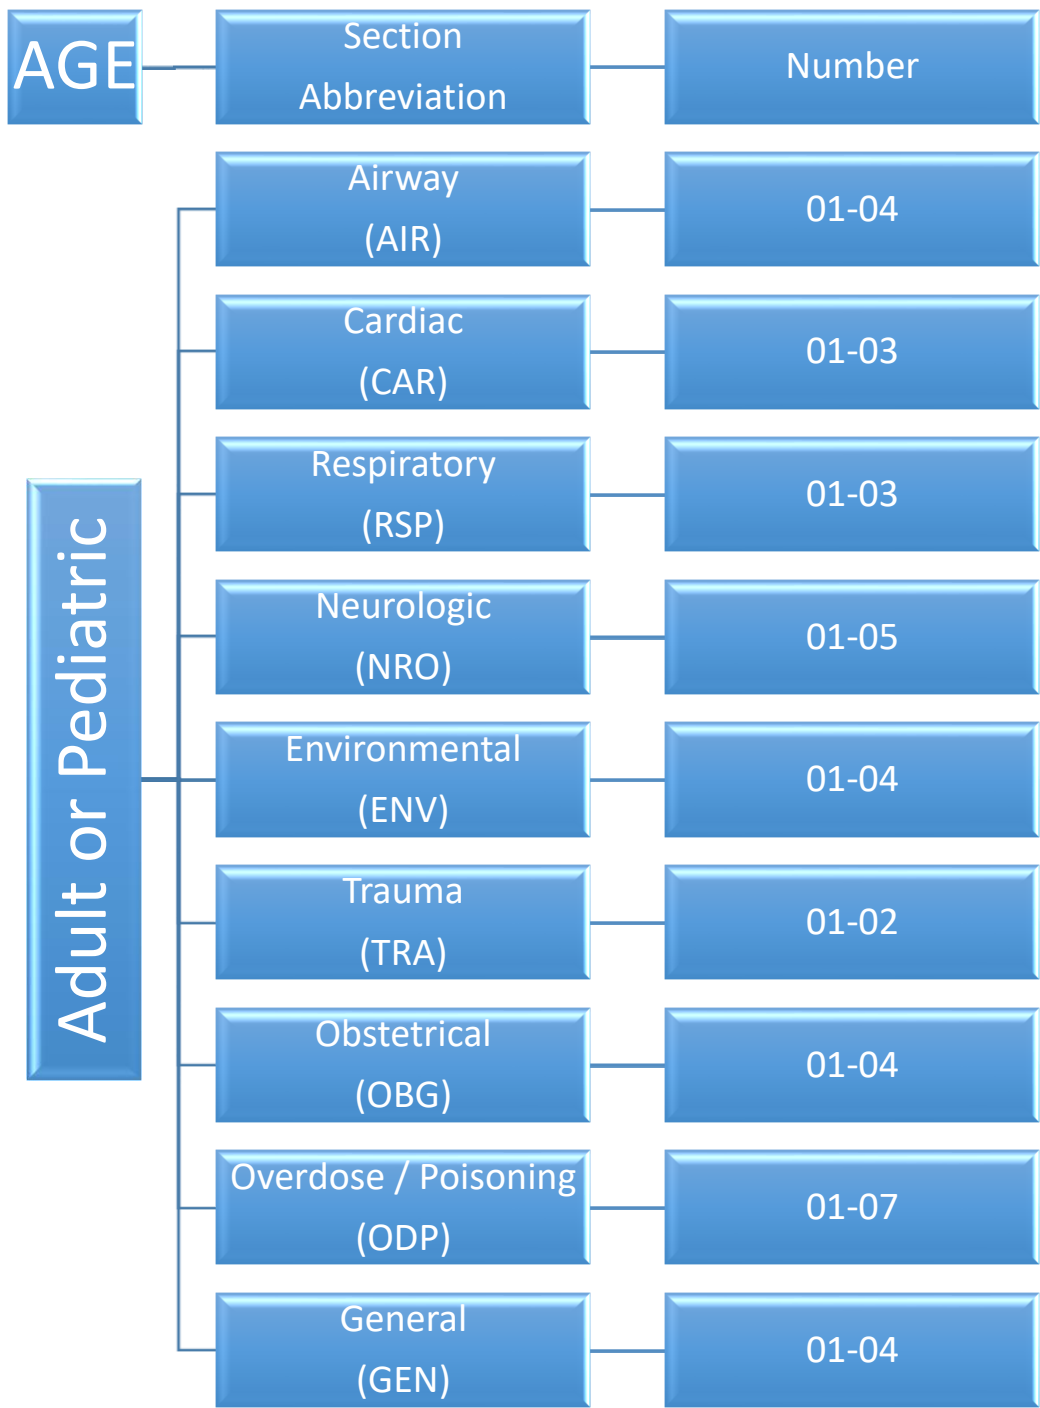 AGE
Section
Abbreviation
Number
Adult or Pediatric
Airway
(AIR)
01-04
Cardiac
(CAR)
01-03
Respiratory
(RSP)
01-03
Neurologic
(NRO)
01-05
Environmental
(ENV)
01-04
Trauma
(TRA)
01-02
Obstetrical
(OBG)
01-04
Overdose / Poisoning
(ODP)
01-07
General
(GEN)
01-04